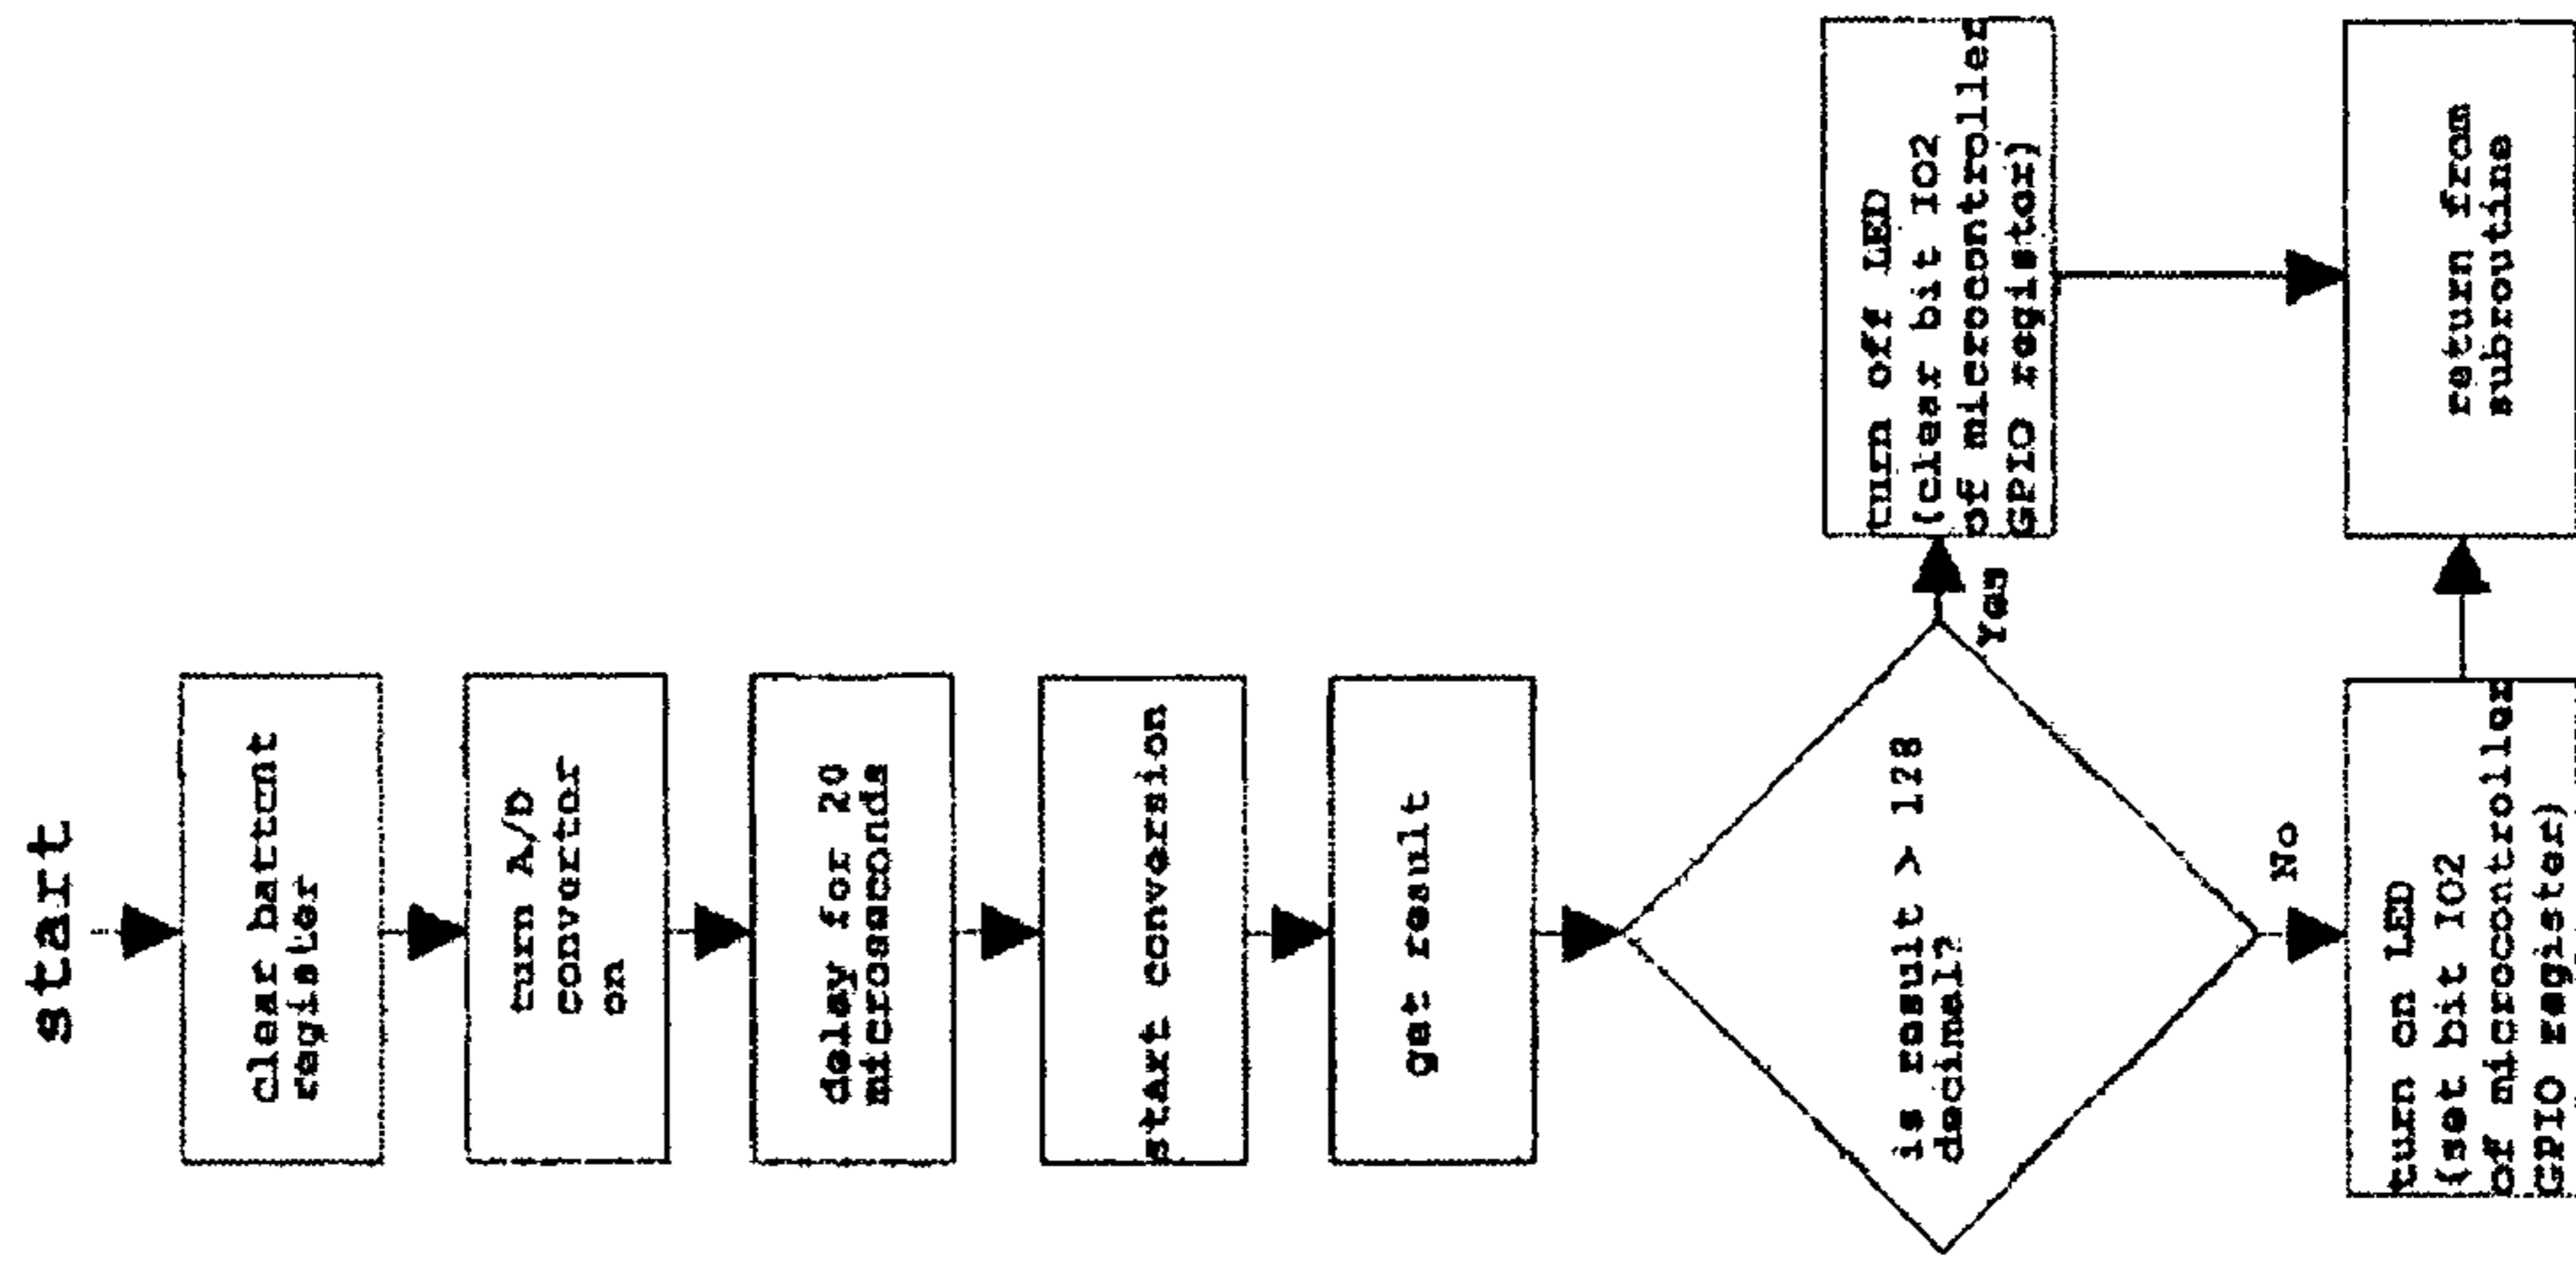 start
clear battcnt
register
turn A/D
convertor
on
delay for 20
microseconds
start conversion
get result
is result > 128
decimal?
Yes
turn off LED
(clear bit IO2
of microcontroller
GPIO registor)
No
turn on LED
(set bit IO2
of microcontroller
GPIO register)
return from
subroutine